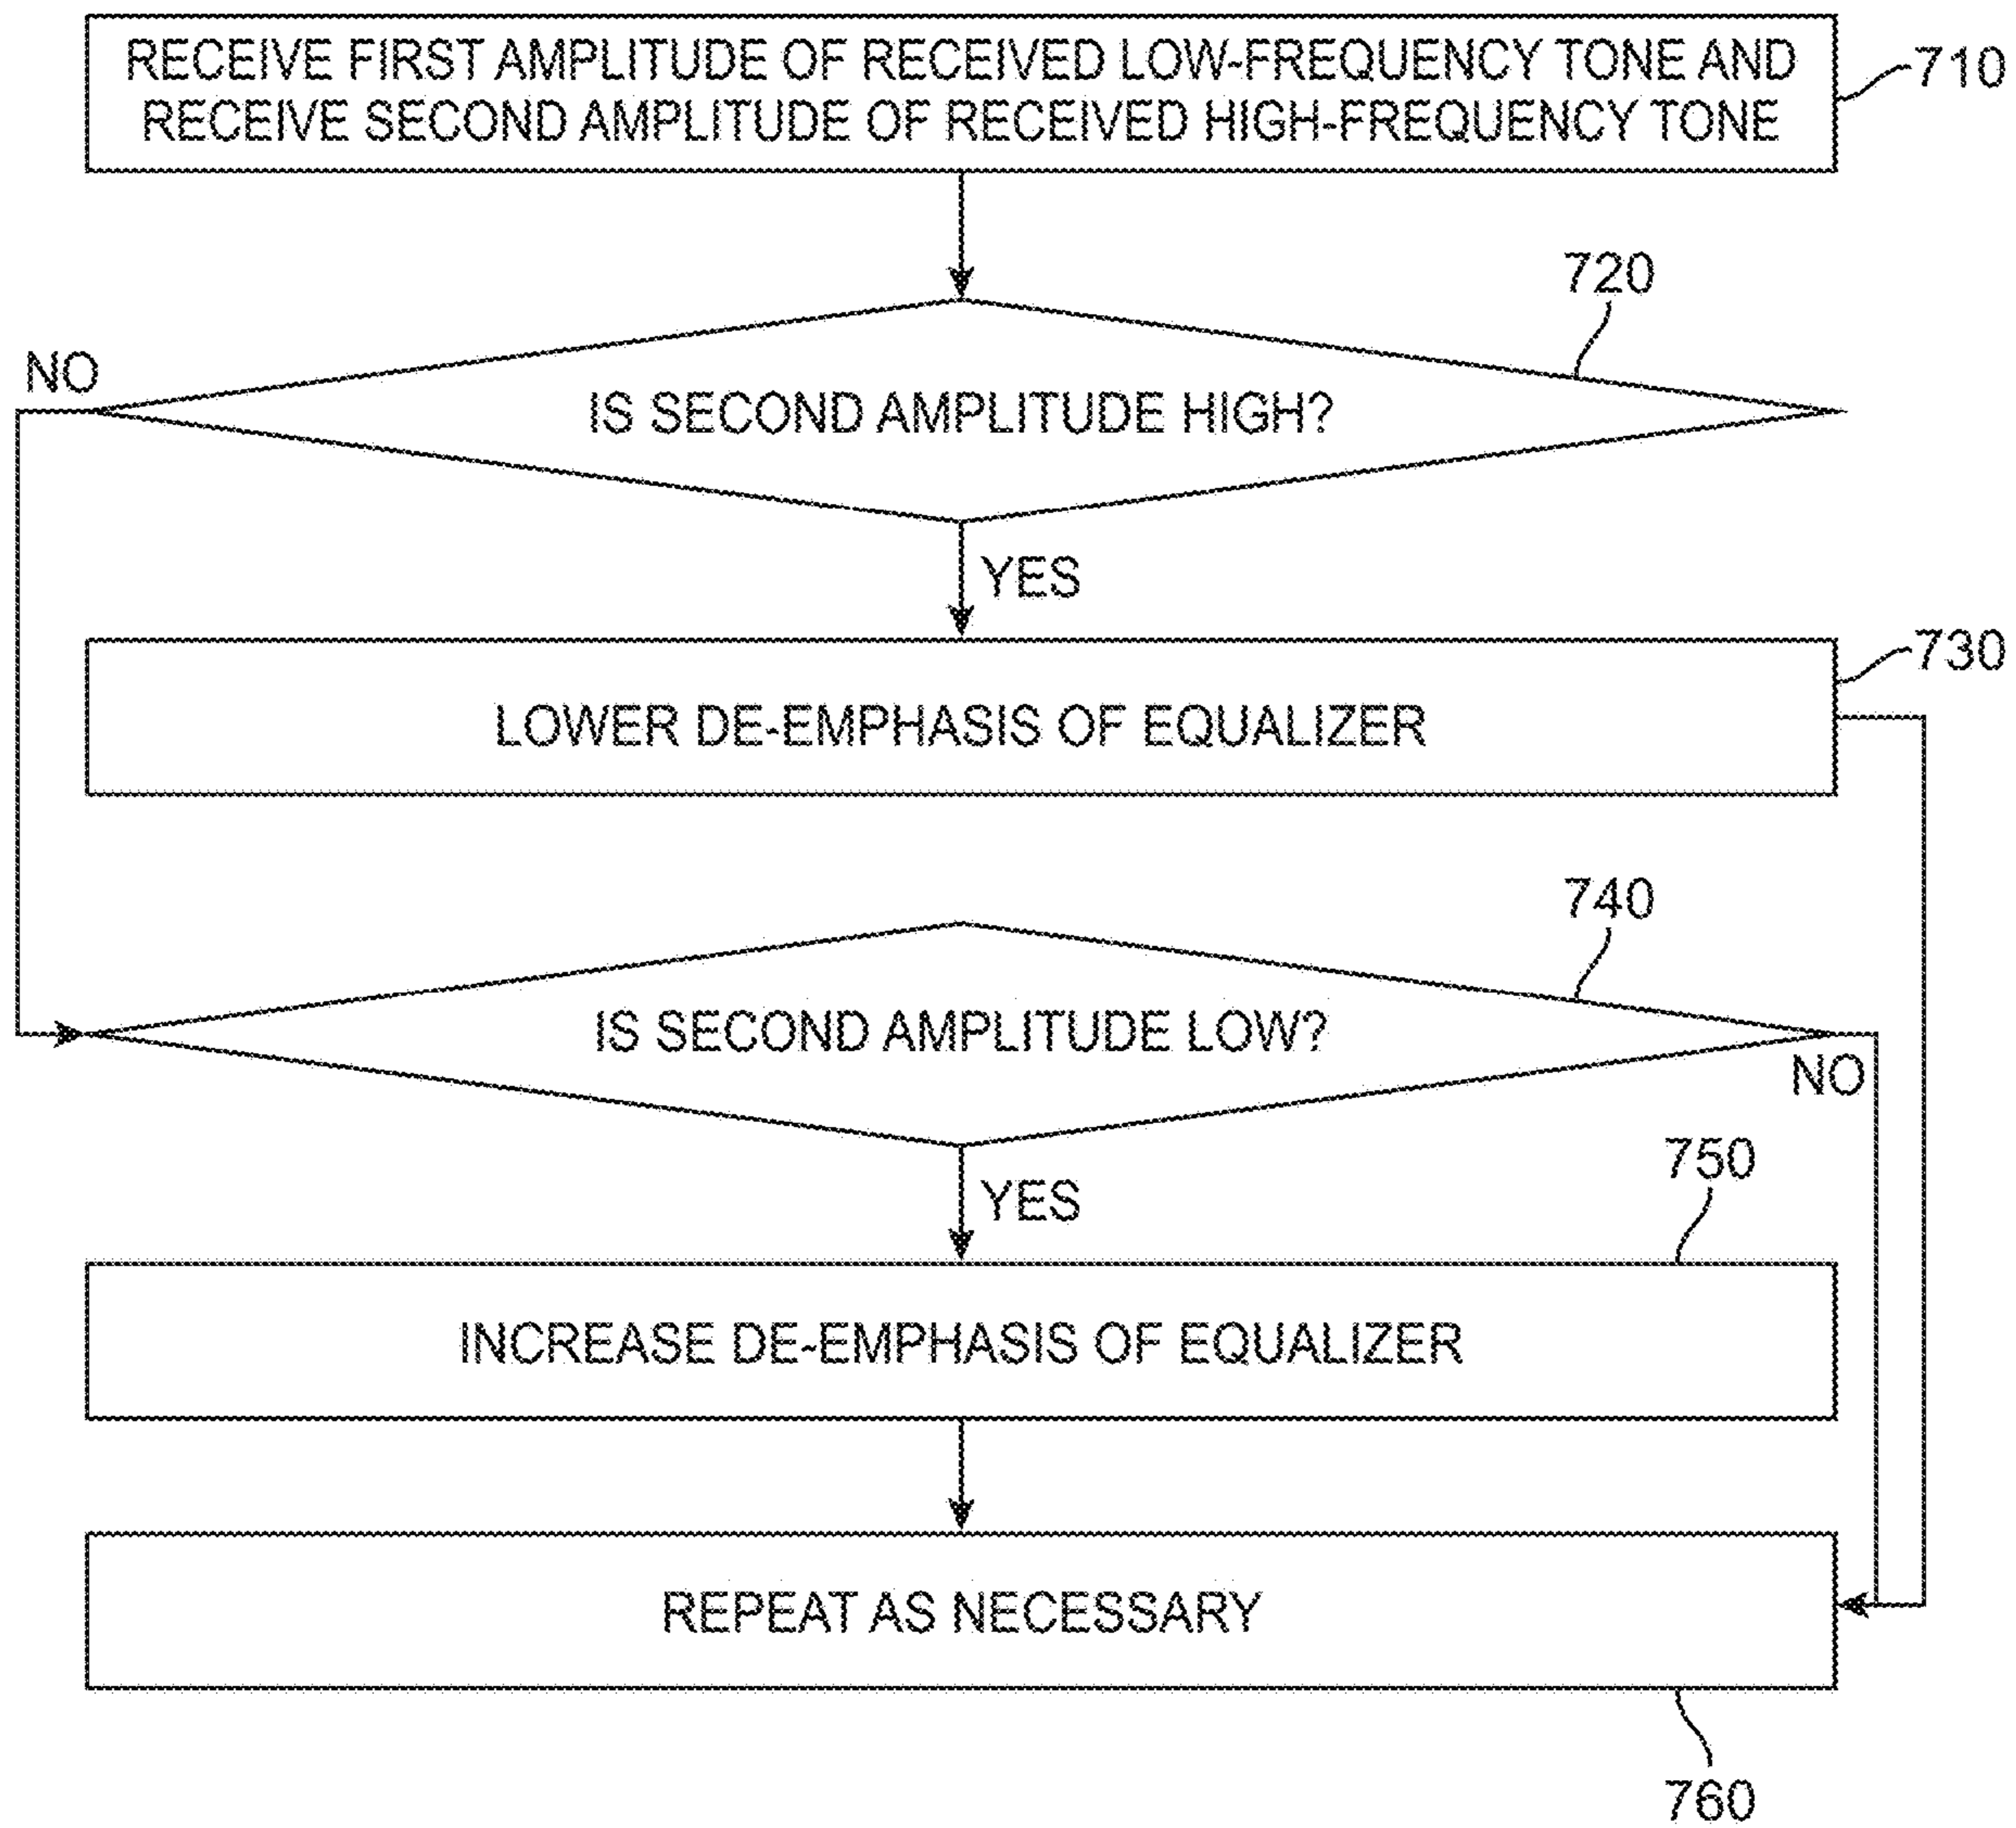 RECEIVE FIRST AMPLITUDE OF RECEIVED LOW-FREQUENCY TONE AND
RECEIVE SECOND AMPLITUDE OF RECEIVED HIGH-FREQUENCY TONE
710
720
NO
IS SECOND AMPLITUDE HIGH?
YES
730
LOWER DE-EMPHASIS OF EQUALIZER
740
IS SECOND AMPLITUDE LOW?
NO
750
YES
INCREASE DE-EMPHASIS OF EQUALIZER
REPEAT AS NECESSARY
760